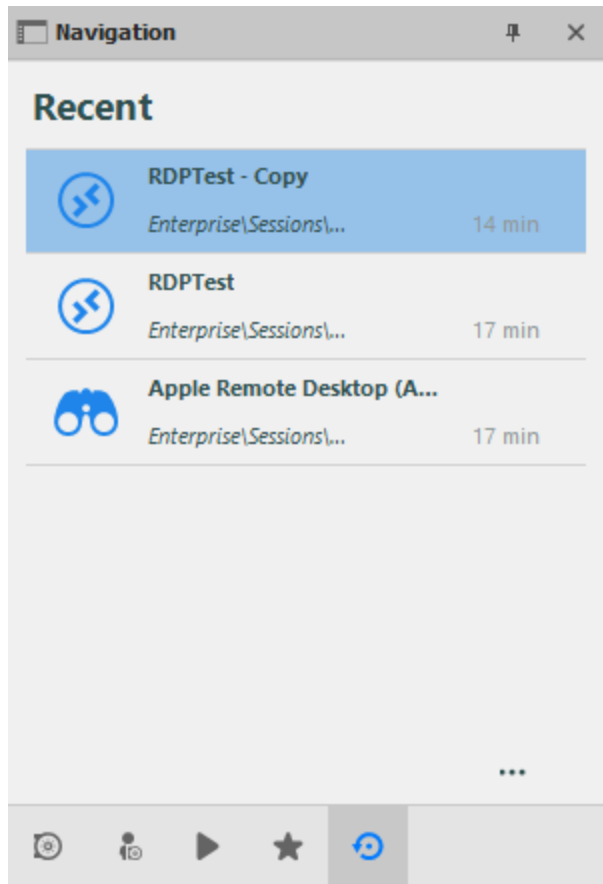 Navigation
Recent
RDPTest - Copy
Enterprise\Sessions\...
14 min
RDPTest
Enterprise\Sessions\...
17 min
Apple Remote Desktop (A...
Enterprise\Sessions\...
17 min
...